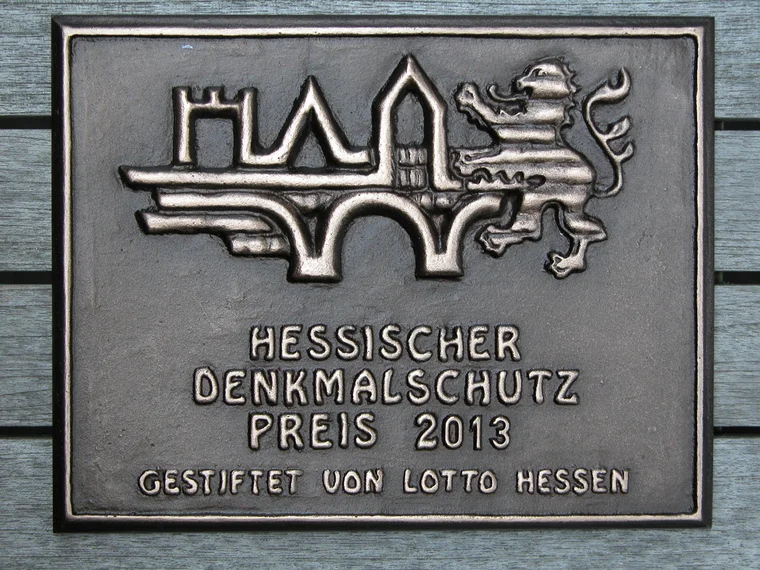 HESSISCHER
DENKMALSCHUTZ
PREIS 2013
GESTIFTET VON LOTTO HESSEN